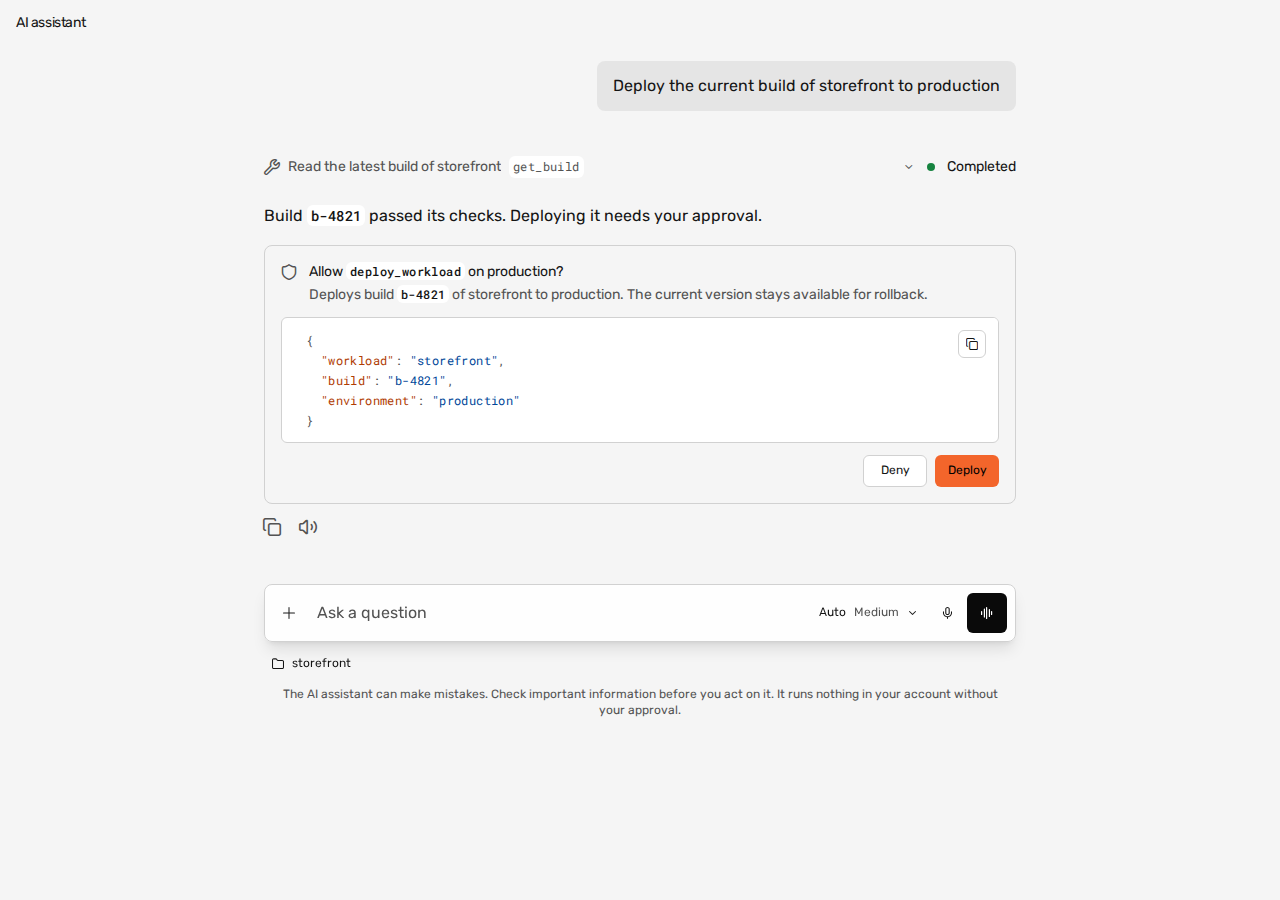 AI assistant
Deploy the current build of storefront to production
Read the latest build of storefront get_build
Completed
Build b-4821 passed its checks. Deploying it needs your approval.
Allow deploy_workload on production?
Deploys build b-4821 of storefront to production. The current version stays available for rollback.
{
"workload": "storefront",
"build": "b-4821",
"environment": "production"
}
Deny
Deploy
Ask a question
Auto Medium
storefront
The AI assistant can make mistakes. Check important information before you act on it. It runs nothing in your account without
your approval.